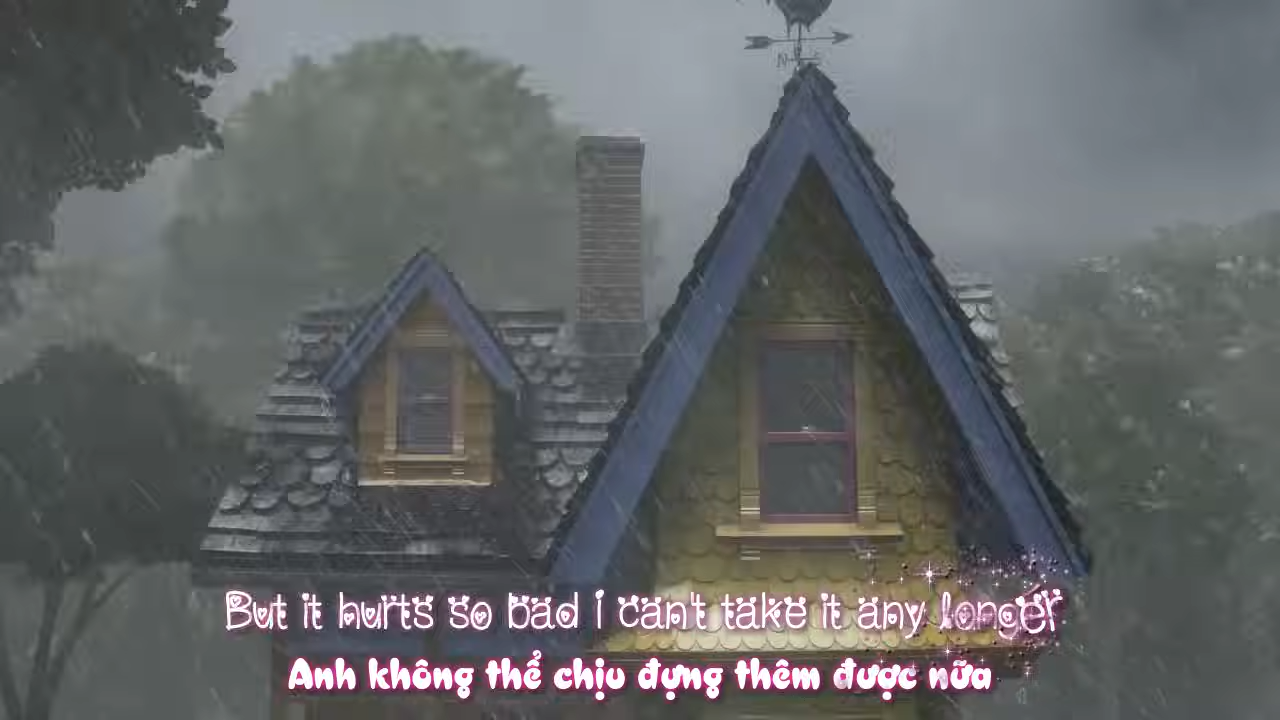 N E
But it hurts so bad i can't take it any longer
Anh không thể chịu đựng thêm được nữa